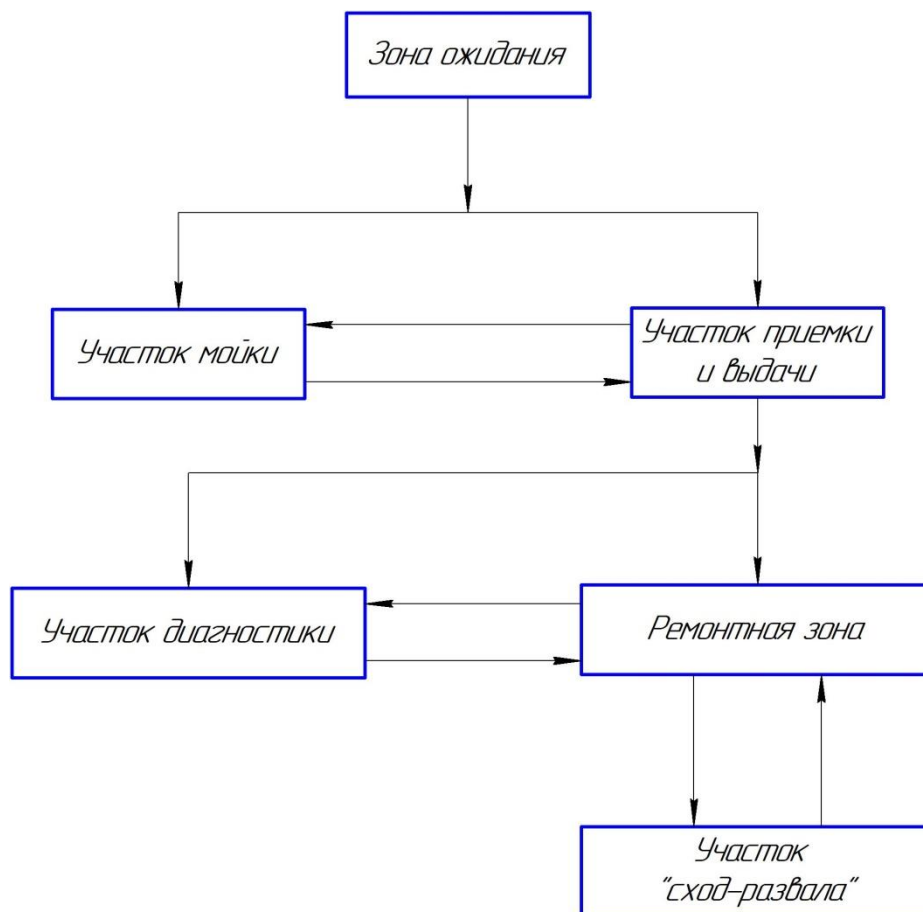 Зона ожидания
Участок мойки
Участок приемки
и выдачи
Участок диагностики
Ремонтная зона
Участок
"сход-развала"